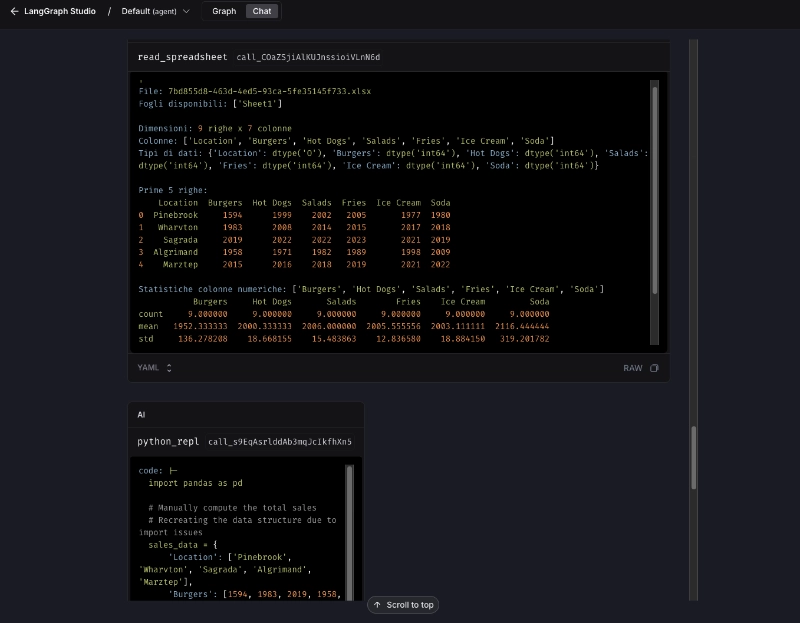 ← LangGraph Studio / Default (agent) Graph Chat
read_spreadsheet call_COaZSjiAlKUJnssioiVLnN6d
File: 7bd855d8-463d-4ed5-93ca-5fe35145f733.xlsx
Fogli disponibili: ['Sheet1']
Dimensioni: 9 righe x 7 colonne
Colonne: ['Location', 'Burgers', 'Hot Dogs', 'Salads', 'Fries', 'Ice Cream', 'Soda']
Tipi di dati: {'Location': dtype('O'), 'Burgers': dtype('int64'), 'Hot Dogs': dtype('int64'), 'Salads':
dtype('int64'), 'Fries': dtype('int64'), 'Ice Cream': dtype('int64'), 'Soda': dtype('int64')}
Prime 5 righe:
Location Burgers Hot Dogs Salads Fries Ice Cream Soda
0 Pinebrook 1594 1999 2002 2005 1977 1980
1 Wharvton 1983 2008 2014 2015 2017 2018
2 Sagrada 2019 2022 2022 2023 2021 2019
3 Algrimand 1958 1971 1982 1989 1998 2009
4 Marztep 2015 2016 2018 2019 2021 2022
Statistiche colonne numeriche: ['Burgers', 'Hot Dogs', 'Salads', 'Fries', 'Ice Cream', 'Soda']
Burgers Hot Dogs Salads Fries Ice Cream Soda
count 9.000000 9.000000 9.000000 9.000000 9.000000 9.000000
mean 1952.333333 2000.333333 2006.000000 2005.555556 2003.111111 2116.444444
std 136.278208 18.668155 15.483863 12.836580 18.884150 319.201782
YAML RAW
AI
python_repl call_s9EqAsrlddAb3mqJcIkfhXn5
code: |-
import pandas as pd
# Manually compute the total sales
# Recreating the data structure due to
import issues
sales_data = {
'Location': ['Pinebrook',
'Wharvton', 'Sagrada', 'Algrimand',
'Marztep'],
'Burgers': [1594, 1983, 2019, 1958,
↑ Scroll to top